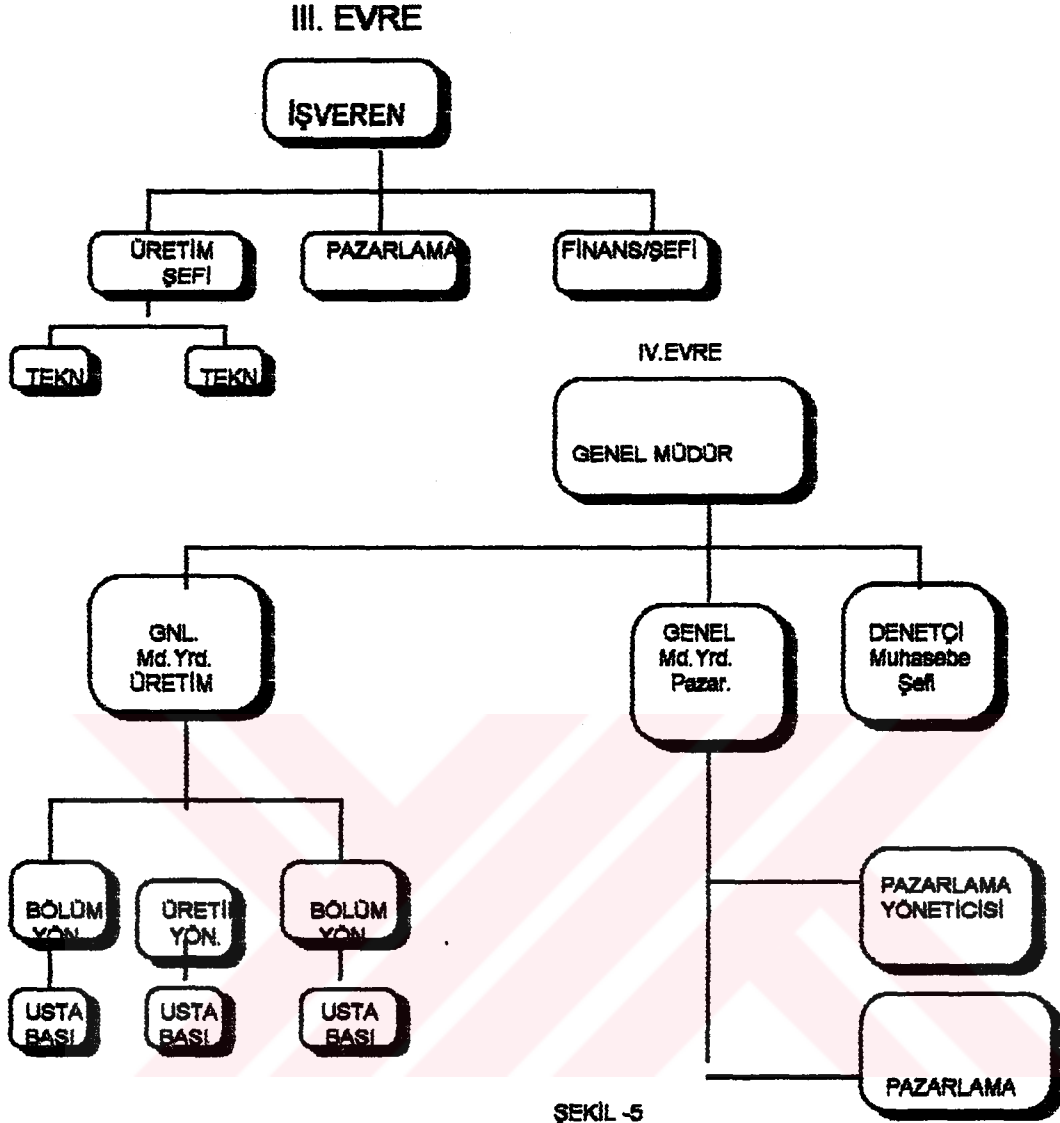 III. EVRE
İŞVEREN
ÜRETİM
ŞEFİ
PAZARLAMA
FİNANS/ŞEFİ
TEKN
TEKN
IV.EVRE
GENEL MÜDÜR
GNL.
Md.Yrd.
ÜRETİM
GENEL
Md.Yrd.
Pazar.
DENETÇİ
Muhasebe
Şefi
BÖLÜM
YÖN.
ÜRETİ
YÖN.
BÖLÜM
YÖN.
PAZARLAMA
YÖNETİCİSİ
USTA
BAŞI
USTA
BAŞI
USTA
BAŞI
PAZARLAMA
ŞEKİL -5